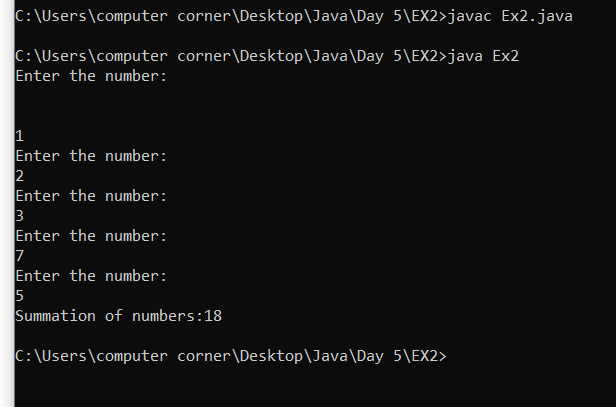 C:\Users\computer corner\Desktop\Java\Day 5\EX2>javac Ex2.java
C:\Users\computer corner\Desktop\Java\Day 5\EX2>java Ex2
Enter the number:
1
Enter the number:
2
Enter the number:
3
Enter the number:
7
Enter the number:
5
Summation of numbers:18
C:\Users\computer corner\Desktop\Java\Day 5\EX2>